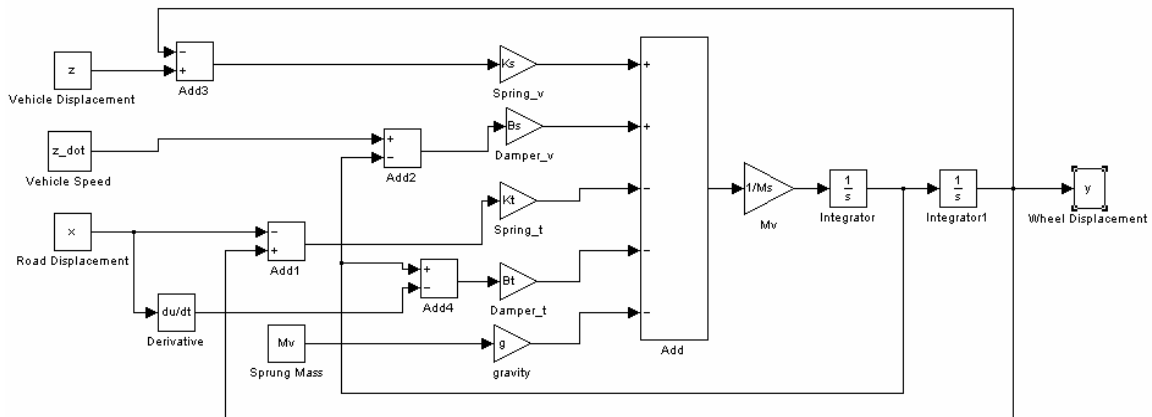 z
Vehicle Displacement
−
+
Add3
Ks
Spring_v
z_dot
Vehicle Speed
+
−
Add2
Bs
Damper_v
x
Road Displacement
−
+
Add1
Kt
Spring_t
du/dt
Derivative
+
−
Add4
Bt
Damper_t
Mv
Sprung Mass
g
gravity
+
+
−
−
−
Add
1/Ms
Mv
1
s
Integrator
1
s
Integrator1
y
Wheel Displacement